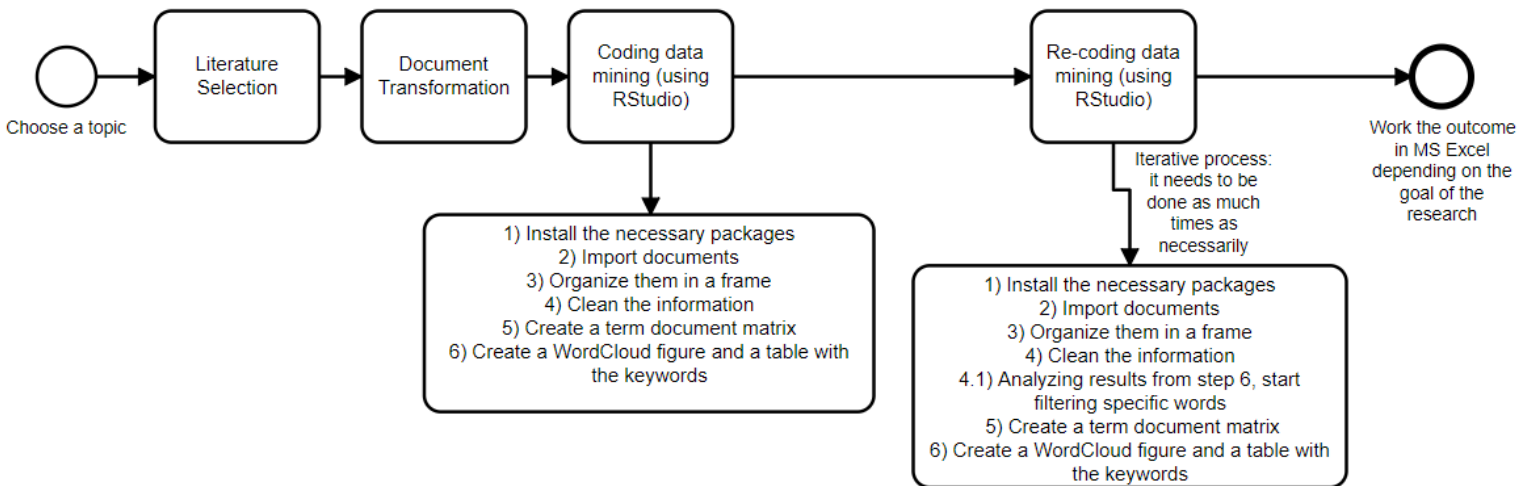 Choose a topic
Literature
Selection
Document
Transformation
Coding data
mining (using
RStudio)
Re-coding data
mining (using
RStudio)
Work the outcome
in MS Excel
depending on the
goal of the
research
Iterative process:
it needs to be
done as much
times as
necessarily
1) Install the necessary packages
2) Import documents
3) Organize them in a frame
4) Clean the information
5) Create a term document matrix
6) Create a WordCloud figure and a table with
the keywords
1) Install the necessary packages
2) Import documents
3) Organize them in a frame
4) Clean the information
4.1) Analyzing results from step 6, start
filtering specific words
5) Create a term document matrix
6) Create a WordCloud figure and a table with
the keywords